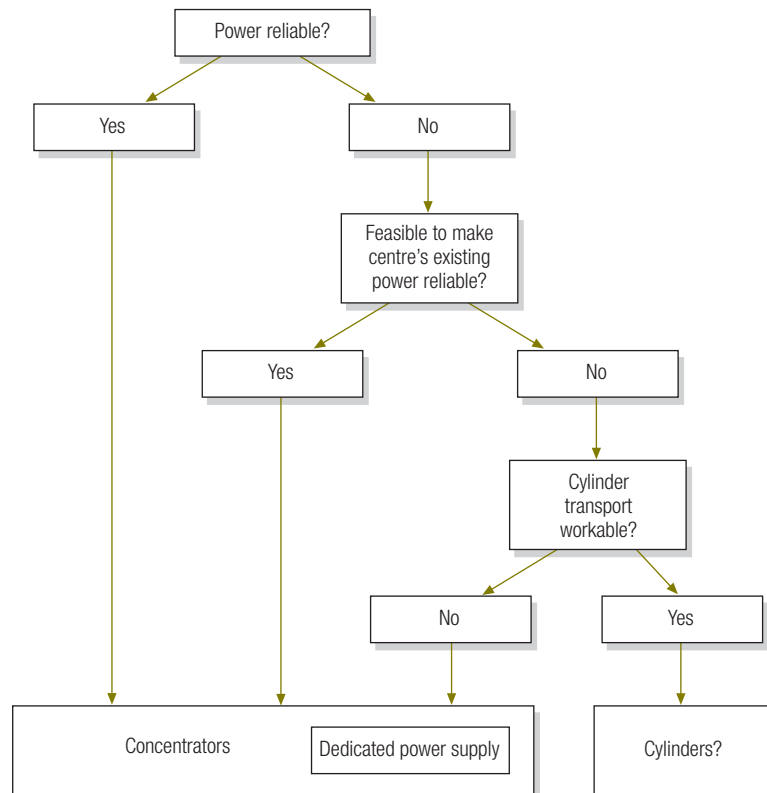 Power reliable?
Yes
No
Feasible to make
centre's existing
power reliable?
Yes
No
Cylinder
transport
workable?
No
Yes
Concentrators
Dedicated power supply
Cylinders?